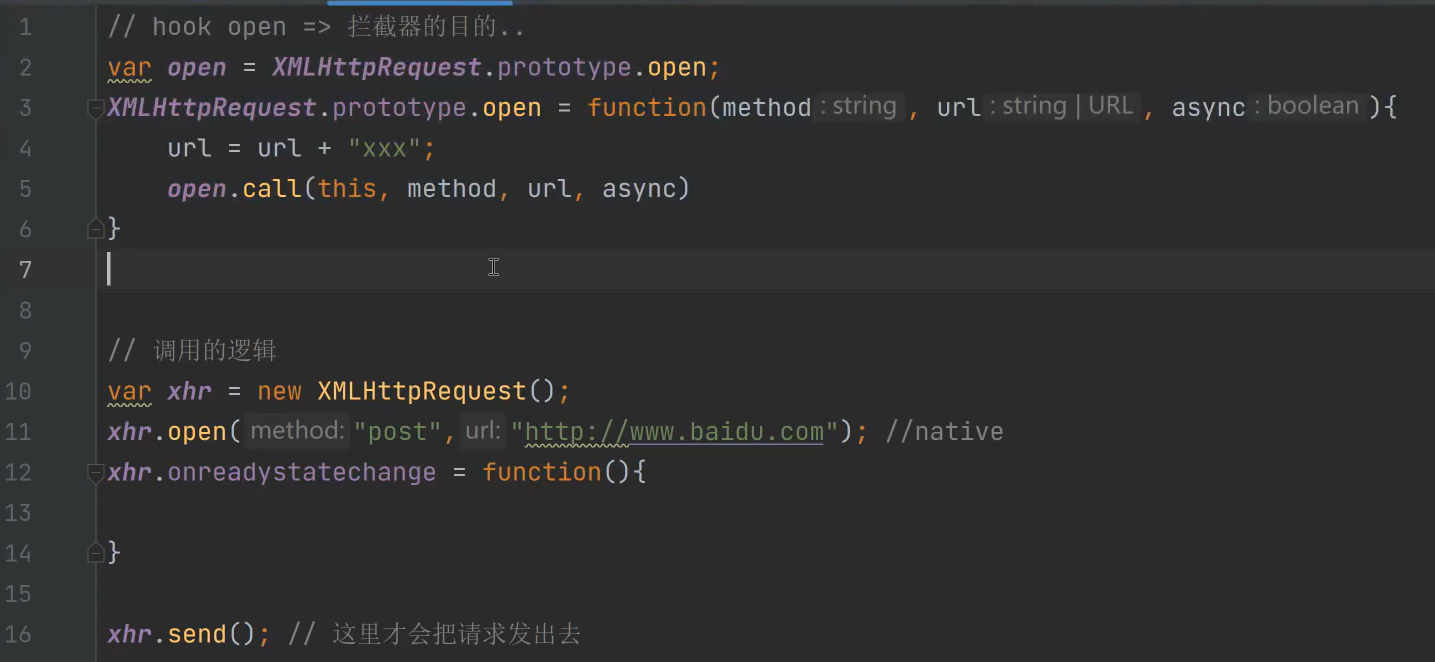 1 // hook open => 拦截器的目的..
2 var open = XMLHttpRequest.prototype.open;
3 XMLHttpRequest.prototype.open = function(method : string , url : string | URL , async : boolean ){
4     url = url + "xxx";
5     open.call(this, method, url, async)
6 }
7
8
9 // 调用的逻辑
10 var xhr = new XMLHttpRequest();
11 xhr.open( method: "post", url: "http://www.baidu.com"); //native
12 xhr.onreadystatechange = function(){
13
14 }
15
16 xhr.send(); // 这里才会把请求发出去